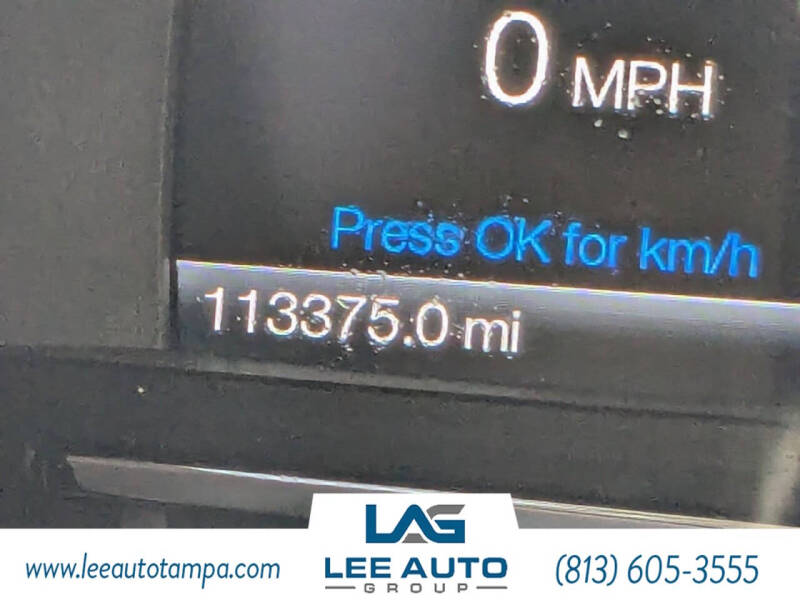 0 MPH
Press OK for km/h
113375.0 mi
www.leeautotampa.com
LAG
LEE AUTO
GROUP
(813) 605-3555